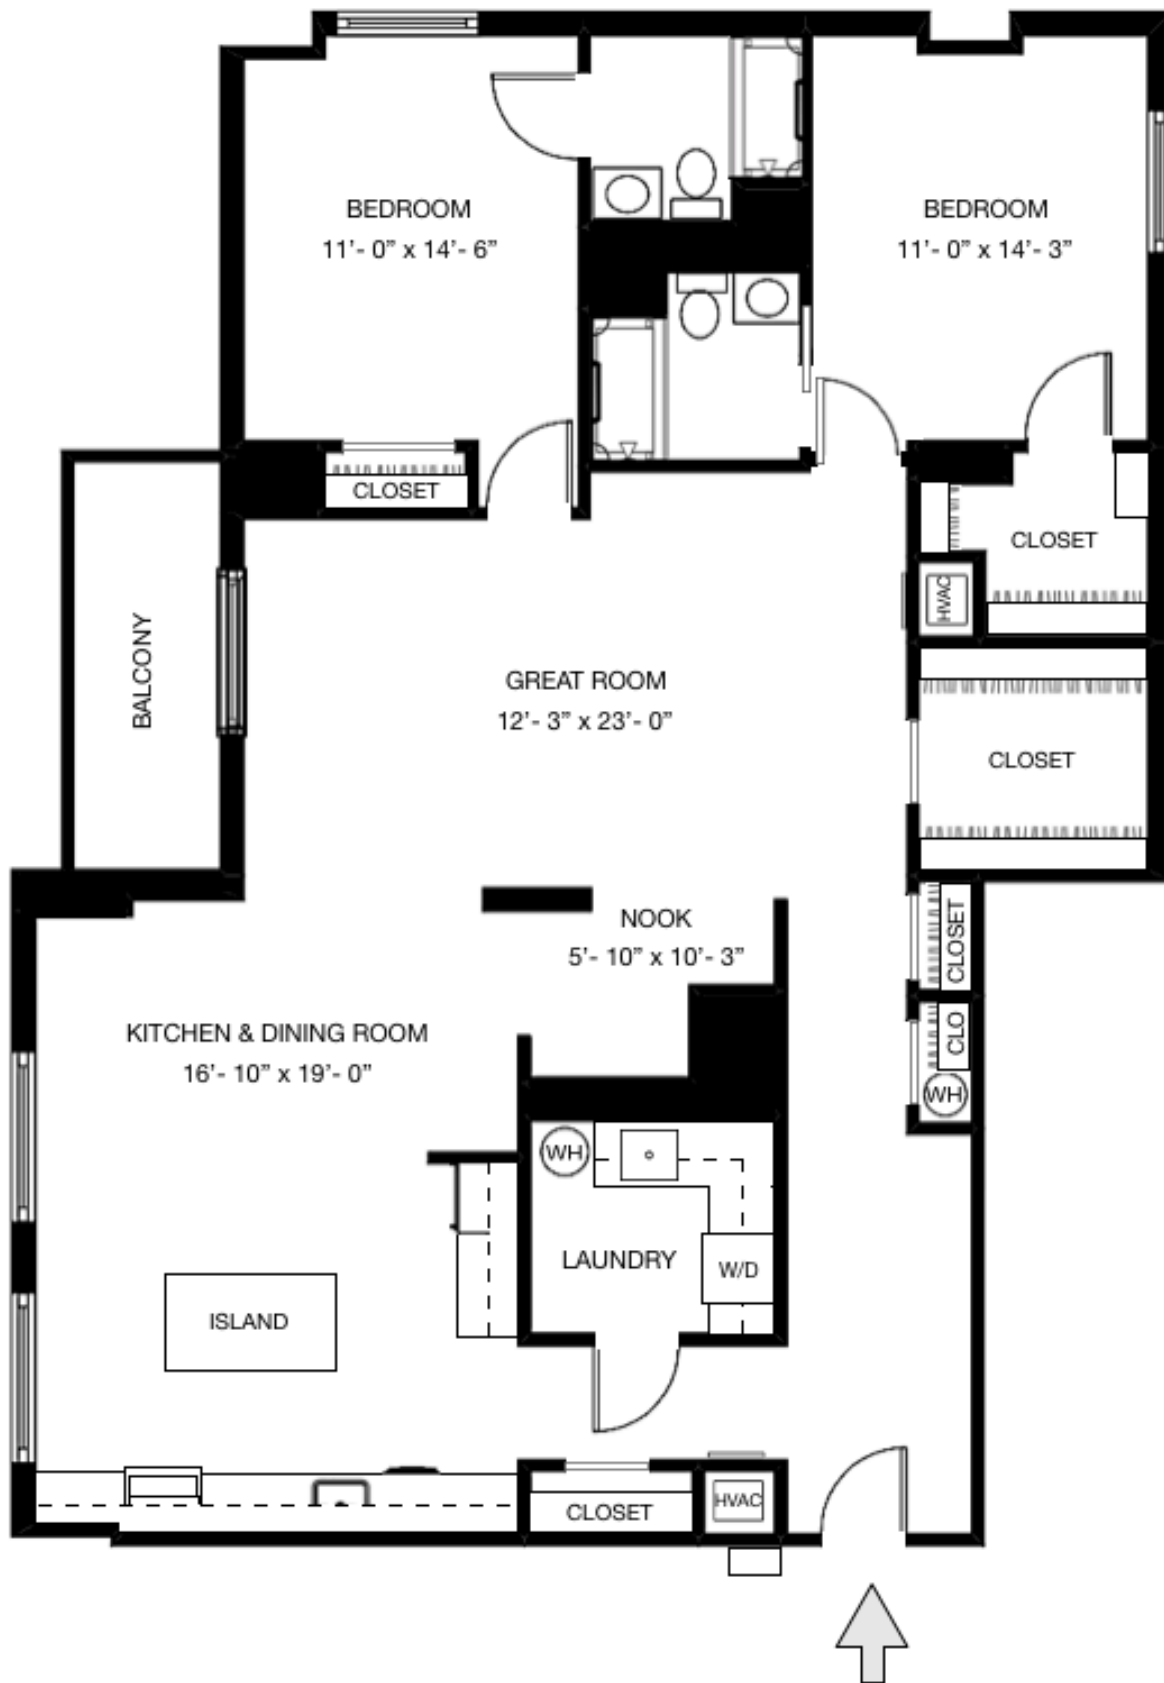 BEDROOM
11’- 0” x 14’- 6”
BEDROOM
11’- 0” x 14’- 3”
CLOSET
CLOSET
HVAC
BALCONY
GREAT ROOM
12’- 3” x 23’- 0”
CLOSET
NOOK
5’- 10” x 10’- 3”
CLOSET
KITCHEN & DINING ROOM
16’- 10” x 19’- 0”
CLO
WH
WH
LAUNDRY
W/D
ISLAND
CLOSET
HVAC